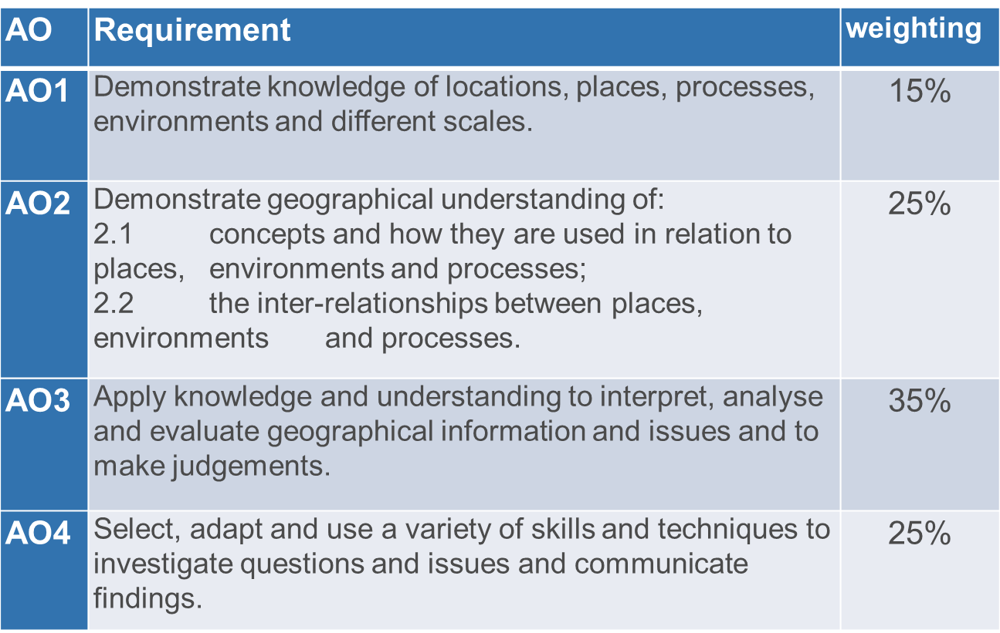 AO Requirement weighting
AO1 Demonstrate knowledge of locations, places, processes, 15%
environments and different scales.
AO2 Demonstrate geographical understanding of: 25%
2.1 concepts and how they are used in relation to
places, environments and processes;
2.2 the inter-relationships between places,
environments and processes.
AO3 Apply knowledge and understanding to interpret, analyse 35%
and evaluate geographical information and issues and to
make judgements.
AO4 Select, adapt and use a variety of skills and techniques to 25%
investigate questions and issues and communicate
findings.